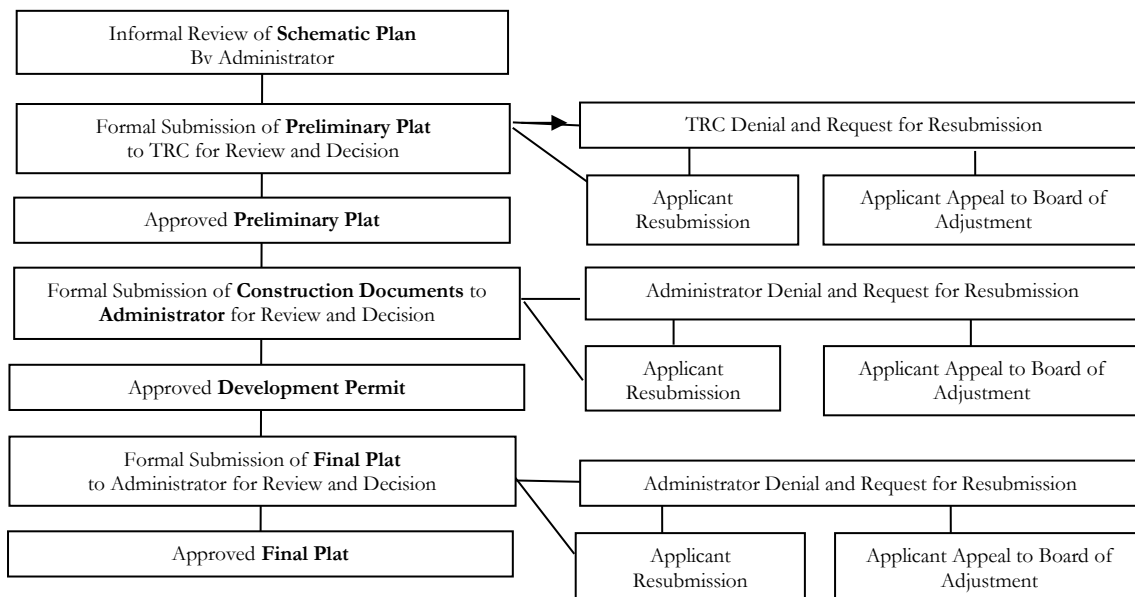 Informal Review of Schematic Plan
Bv Administrator
Formal Submission of Preliminary Plat
to TRC for Review and Decision
TRC Denial and Request for Resubmission
Applicant
Resubmission
Applicant Appeal to Board of
Adjustment
Approved Preliminary Plat
Formal Submission of Construction Documents to
Administrator for Review and Decision
Administrator Denial and Request for Resubmission
Applicant
Resubmission
Applicant Appeal to Board of
Adjustment
Approved Development Permit
Formal Submission of Final Plat
to Administrator for Review and Decision
Administrator Denial and Request for Resubmission
Applicant
Resubmission
Applicant Appeal to Board of
Adjustment
Approved Final Plat